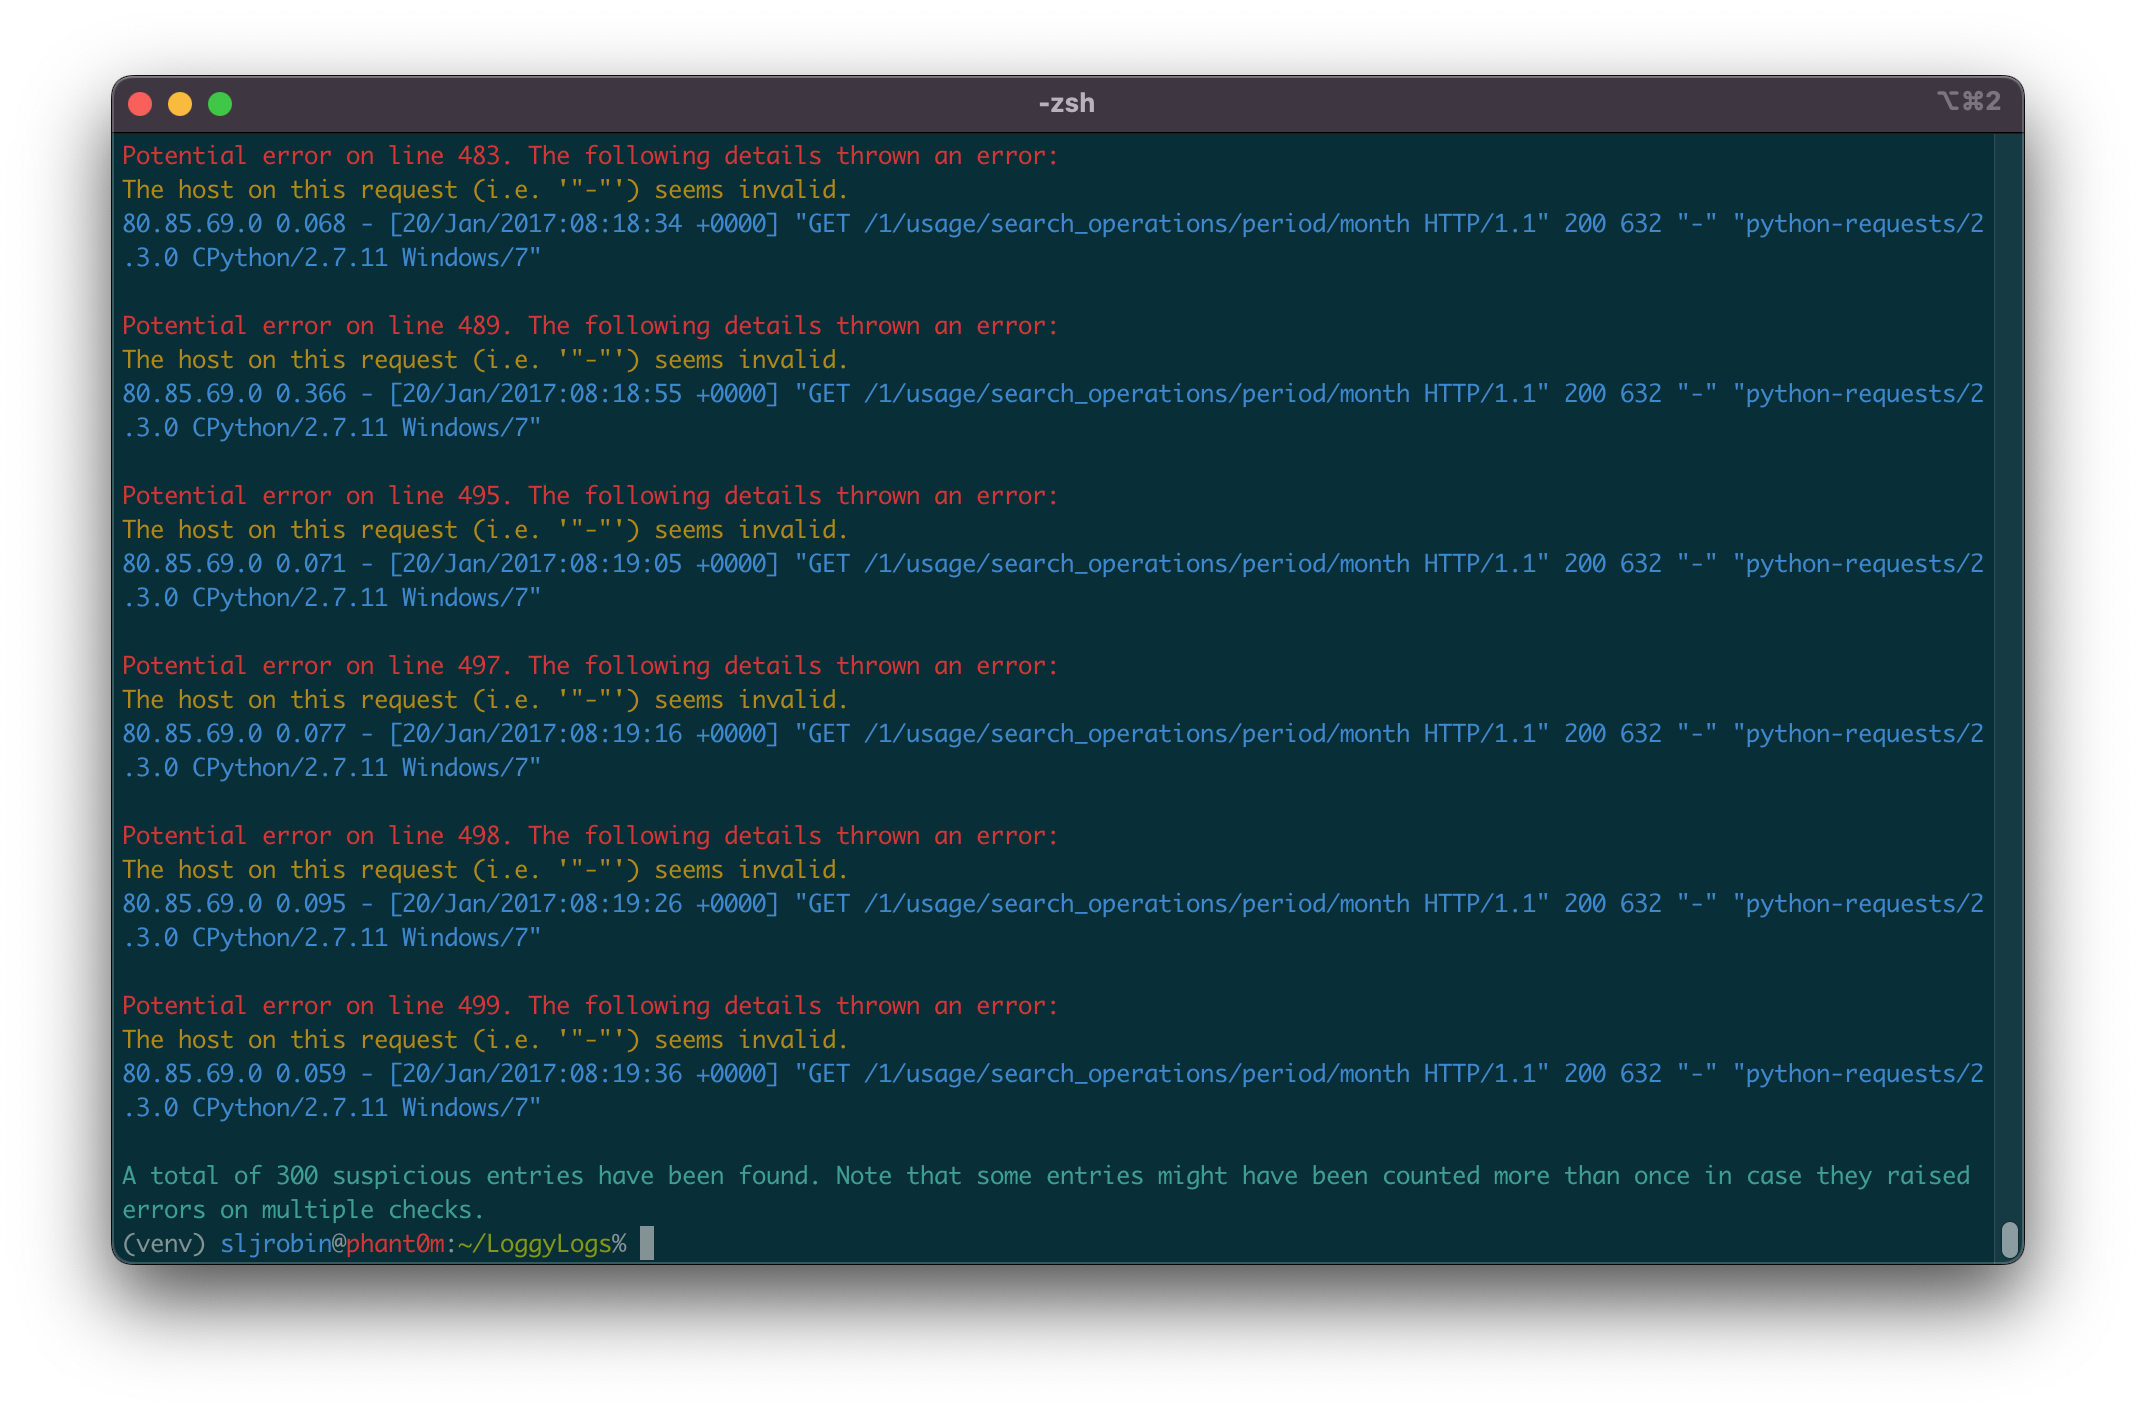 -zsh
⌥⌘2
Potential error on line 483. The following details thrown an error:
The host on this request (i.e. '"-"') seems invalid.
80.85.69.0 0.068 - [20/Jan/2017:08:18:34 +0000] "GET /1/usage/search_operations/period/month HTTP/1.1" 200 632 "-" "python-requests/2
.3.0 CPython/2.7.11 Windows/7"
Potential error on line 489. The following details thrown an error:
The host on this request (i.e. '"-"') seems invalid.
80.85.69.0 0.366 - [20/Jan/2017:08:18:55 +0000] "GET /1/usage/search_operations/period/month HTTP/1.1" 200 632 "-" "python-requests/2
.3.0 CPython/2.7.11 Windows/7"
Potential error on line 495. The following details thrown an error:
The host on this request (i.e. '"-"') seems invalid.
80.85.69.0 0.071 - [20/Jan/2017:08:19:05 +0000] "GET /1/usage/search_operations/period/month HTTP/1.1" 200 632 "-" "python-requests/2
.3.0 CPython/2.7.11 Windows/7"
Potential error on line 497. The following details thrown an error:
The host on this request (i.e. '"-"') seems invalid.
80.85.69.0 0.077 - [20/Jan/2017:08:19:16 +0000] "GET /1/usage/search_operations/period/month HTTP/1.1" 200 632 "-" "python-requests/2
.3.0 CPython/2.7.11 Windows/7"
Potential error on line 498. The following details thrown an error:
The host on this request (i.e. '"-"') seems invalid.
80.85.69.0 0.095 - [20/Jan/2017:08:19:26 +0000] "GET /1/usage/search_operations/period/month HTTP/1.1" 200 632 "-" "python-requests/2
.3.0 CPython/2.7.11 Windows/7"
Potential error on line 499. The following details thrown an error:
The host on this request (i.e. '"-"') seems invalid.
80.85.69.0 0.059 - [20/Jan/2017:08:19:36 +0000] "GET /1/usage/search_operations/period/month HTTP/1.1" 200 632 "-" "python-requests/2
.3.0 CPython/2.7.11 Windows/7"
A total of 300 suspicious entries have been found. Note that some entries might have been counted more than once in case they raised
errors on multiple checks.
(venv) sljrobin@phant0m:~/LoggyLogs%